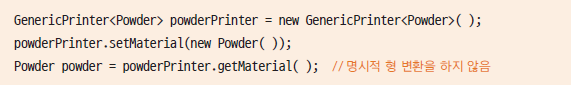 GenericPrinter<Powder> powderPrinter = new GenericPrinter<Powder>( );
powderPrinter.setMaterial(new Powder( ));
Powder powder = powderPrinter.getMaterial( ); // 명시적 형 변환을 하지 않음